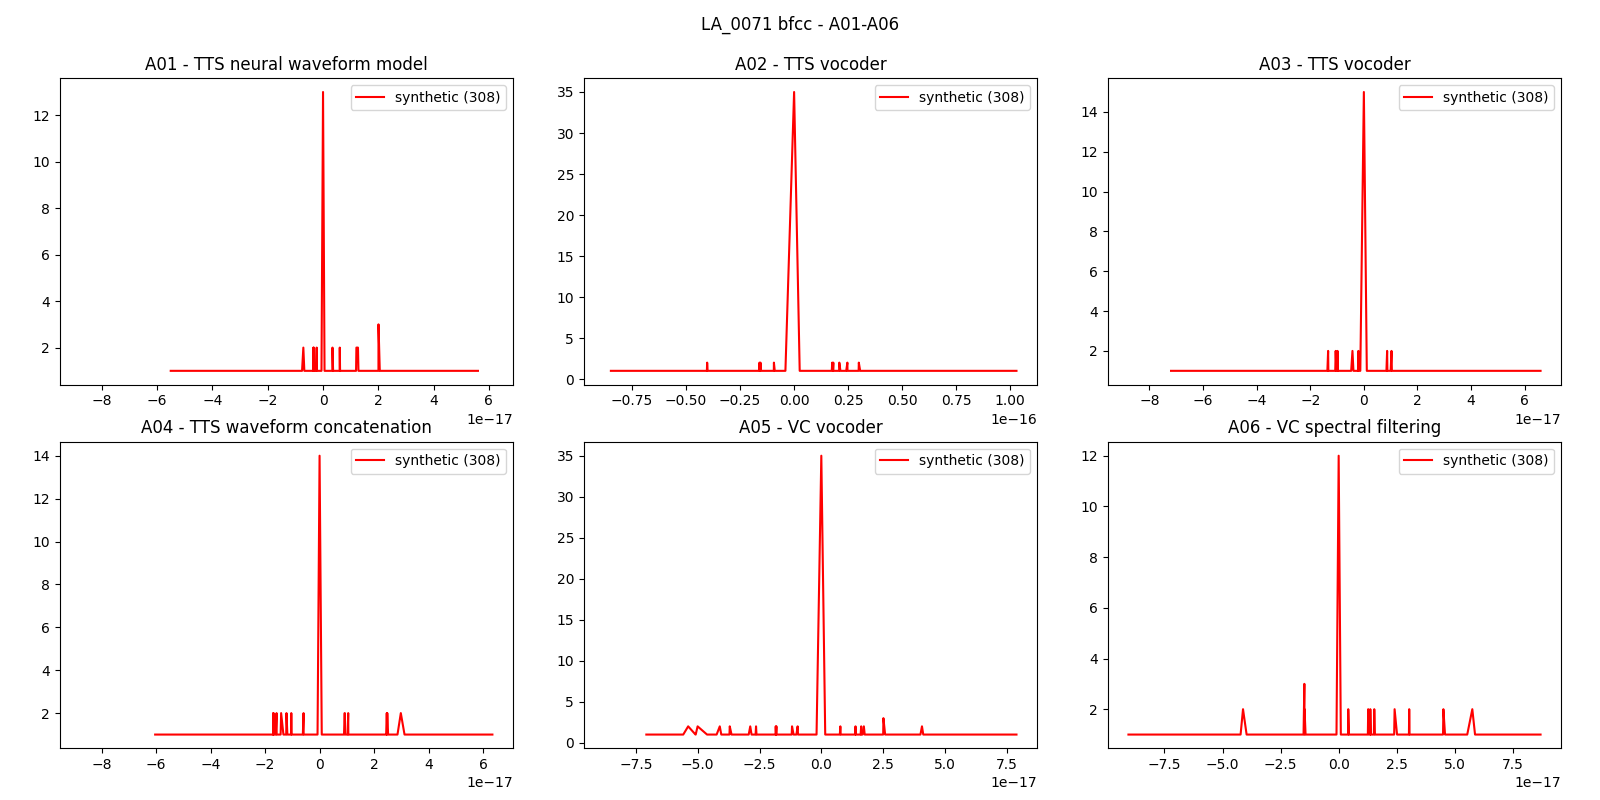 LA_0071 bfcc - A01-A06
A01 - TTS neural waveform model
synthetic (308)
12
10
8
6
4
2
−8 −6 −4 −2 0 2 4 6
1e−17
A02 - TTS vocoder
synthetic (308)
35
30
25
20
15
10
5
0
−0.75 −0.50 −0.25 0.00 0.25 0.50 0.75 1.00
1e−16
A03 - TTS vocoder
synthetic (308)
14
12
10
8
6
4
2
−8 −6 −4 −2 0 2 4 6
1e−17
A04 - TTS waveform concatenation
synthetic (308)
14
12
10
8
6
4
2
−8 −6 −4 −2 0 2 4 6
1e−17
A05 - VC vocoder
synthetic (308)
35
30
25
20
15
10
5
0
−7.5 −5.0 −2.5 0.0 2.5 5.0 7.5
1e−17
A06 - VC spectral filtering
synthetic (308)
12
10
8
6
4
2
−7.5 −5.0 −2.5 0.0 2.5 5.0 7.5
1e−17